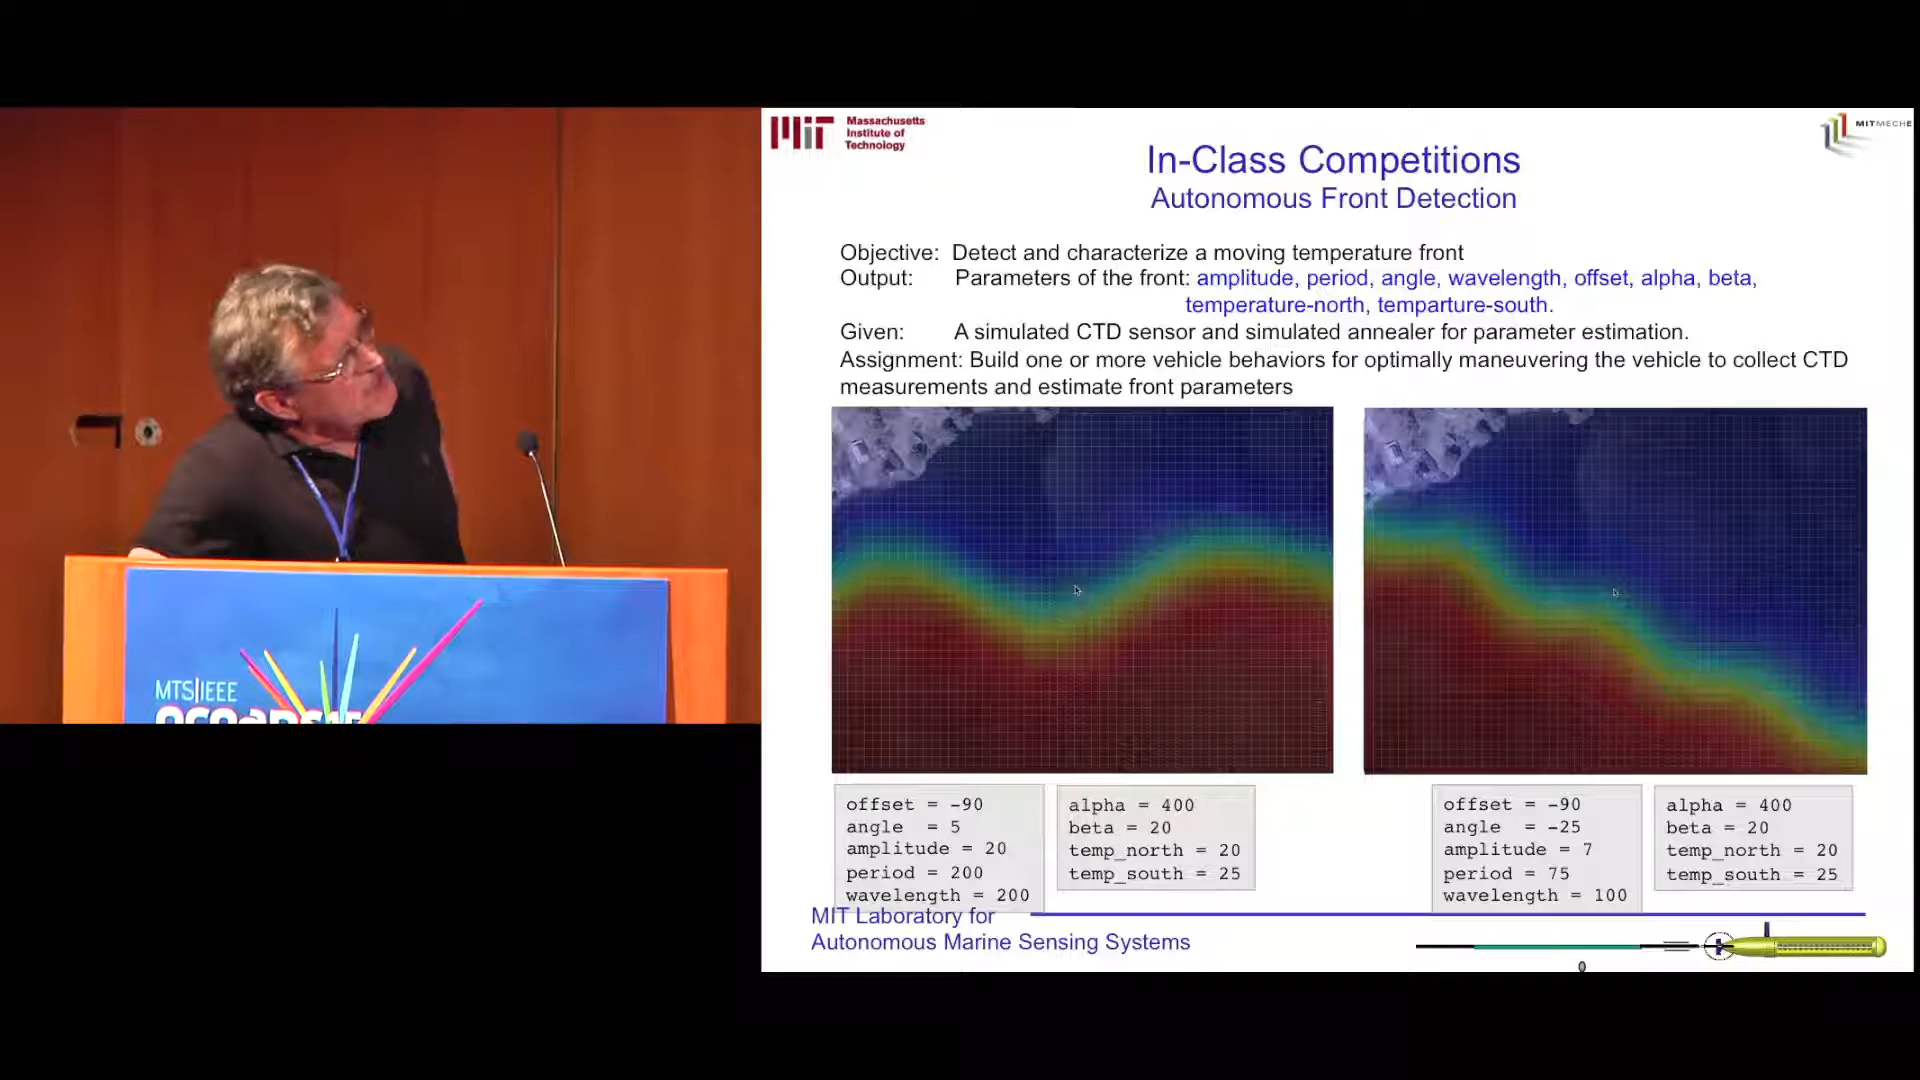 MTS|IEEE
Massachusetts
Institute of
Technology
MITMECHE
In-Class Competitions
Autonomous Front Detection
Objective: Detect and characterize a moving temperature front
Output: Parameters of the front: amplitude, period, angle, wavelength, offset, alpha, beta,
temperature-north, temparture-south.
Given: A simulated CTD sensor and simulated annealer for parameter estimation.
Assignment: Build one or more vehicle behaviors for optimally maneuvering the vehicle to collect CTD
measurements and estimate front parameters
offset = -90
angle = 5
amplitude = 20
period = 200
wavelength = 200
alpha = 400
beta = 20
temp_north = 20
temp_south = 25
offset = -90
angle = -25
amplitude = 7
period = 75
wavelength = 100
alpha = 400
beta = 20
temp_north = 20
temp_south = 25
MIT Laboratory for
Autonomous Marine Sensing Systems